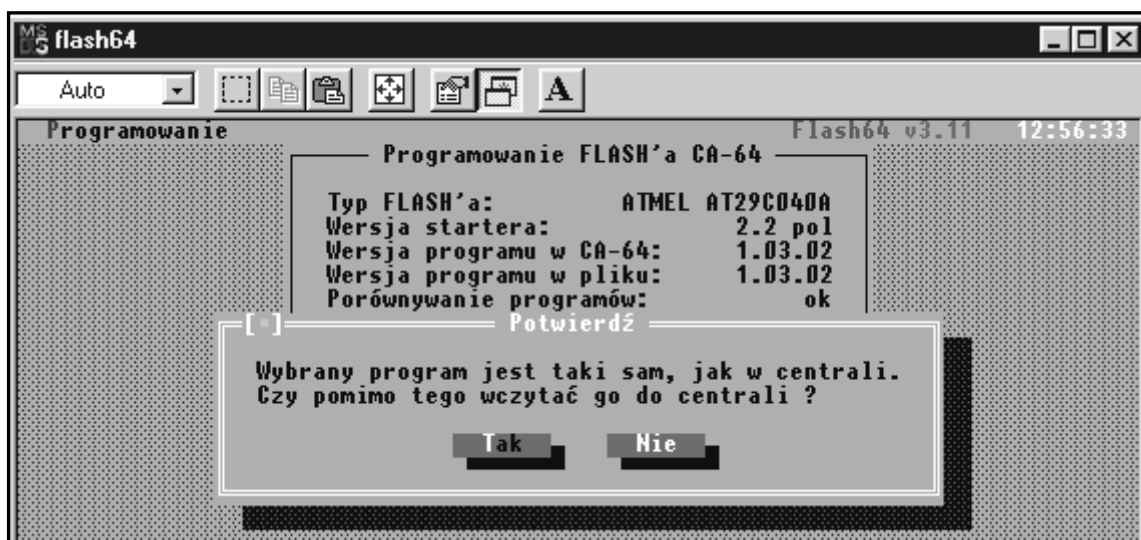 MS DOS flash64
Auto
A
Programowanie Flash64 v3.11 12:56:33
Programowanie FLASH'a CA-64
Typ FLASH'a: ATMEL AT29C040A
Wersja startera: 2.2 pol
Wersja programu w CA-64: 1.03.02
Wersja programu w pliku: 1.03.02
Porównywanie programów: ok
Potwierdź
Wybrany program jest taki sam, jak w centrali.
Czy pomimo tego wczytać go do centrali ?
Tak Nie